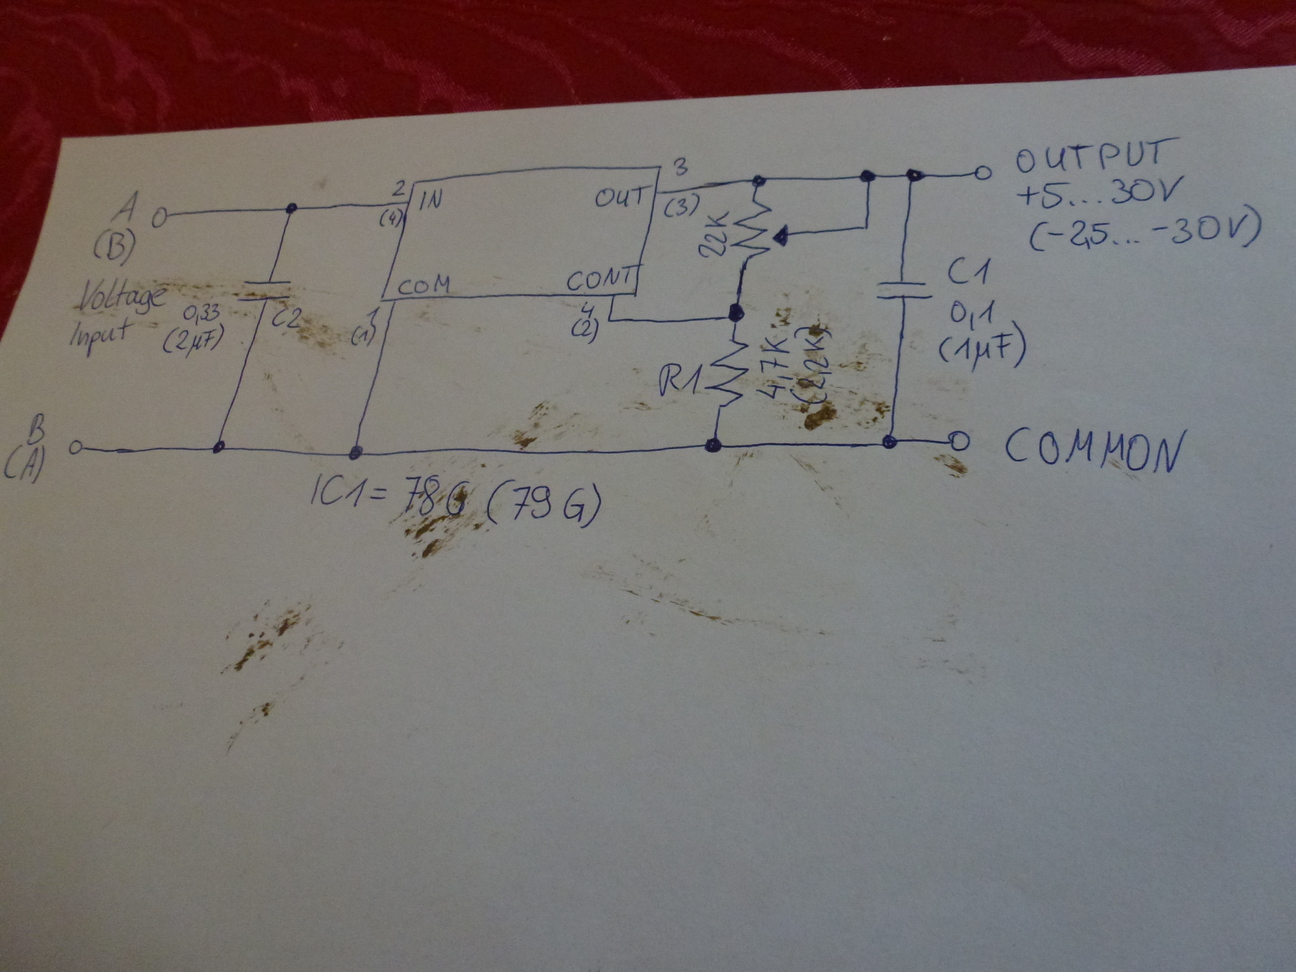 A
(B)
Voltage
Input
0,33
(2µF)
C2
B
(A)
2
(4)
IN
OUT
3
(3)
COM
CONT
1
(1)
4
(2)
22K
R1
4,7K
(2,2K)
C1
0,1
(1µF)
OUTPUT
+5...30V
(-2,5...-30V)
COMMON
IC1 = 78G (79G)